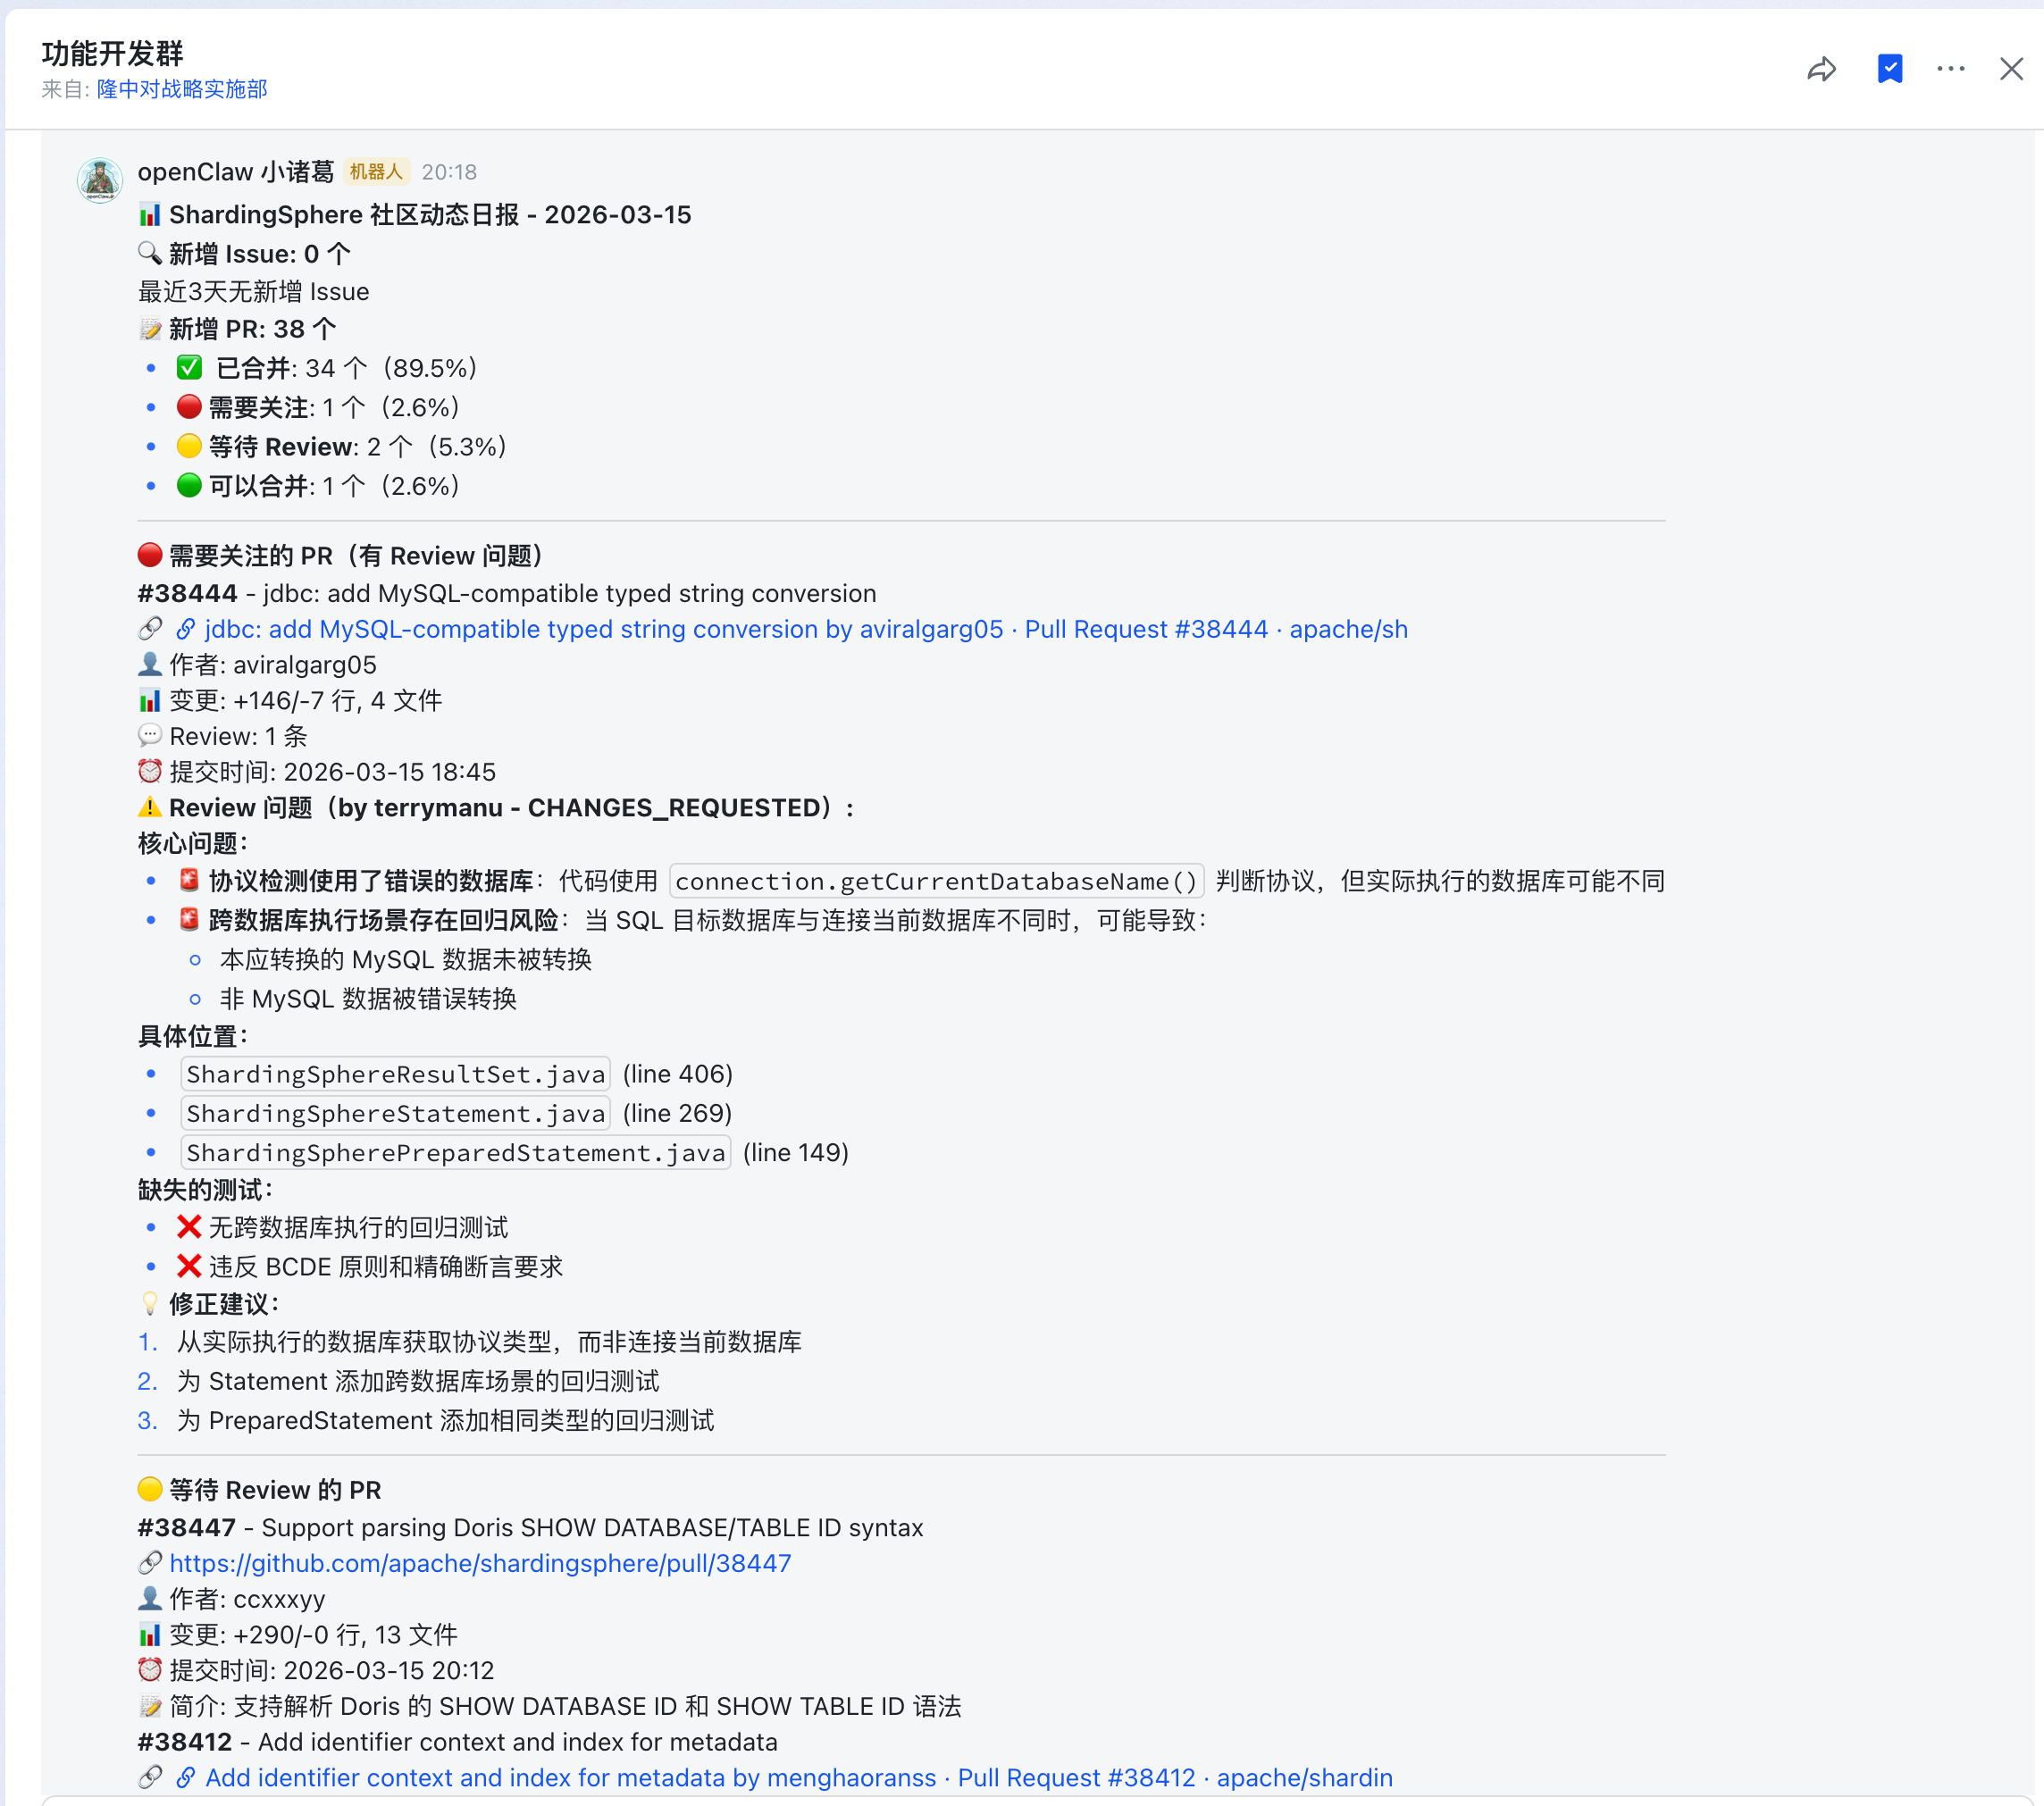 功能开发群
来自: 隆中对战略实施部
openClaw 小诸葛 机器人 20:18
📊 ShardingSphere 社区动态日报 - 2026-03-15
🔍 新增 Issue: 0 个
最近3天无新增 Issue
📝 新增 PR: 38 个
• ✅ 已合并: 34 个（89.5%）
• 🔴 需要关注: 1 个（2.6%）
• 🟡 等待 Review: 2 个（5.3%）
• 🟢 可以合并: 1 个（2.6%）
🔴 需要关注的 PR（有 Review 问题）
#38444 - jdbc: add MySQL-compatible typed string conversion
🔗 jdbc: add MySQL-compatible typed string conversion by aviralgarg05 · Pull Request #38444 · apache/sh
👤 作者: aviralgarg05
📊 变更: +146/-7 行, 4 文件
💬 Review: 1 条
⏰ 提交时间: 2026-03-15 18:45
⚠️ Review 问题（by terrymanu - CHANGES_REQUESTED）:
核心问题:
• 🚨 协议检测使用了错误的数据库: 代码使用 connection.getCurrentDatabaseName() 判断协议，但实际执行的数据库可能不同
• 🚨 跨数据库执行场景存在回归风险: 当 SQL 目标数据库与连接当前数据库不同时，可能导致:
◦ 本应转换的 MySQL 数据未被转换
◦ 非 MySQL 数据被错误转换
具体位置:
• ShardingSphereResultSet.java (line 406)
• ShardingSphereStatement.java (line 269)
• ShardingSpherePreparedStatement.java (line 149)
缺失的测试:
• ❌ 无跨数据库执行的回归测试
• ❌ 违反 BCDE 原则和精确断言要求
💡 修正建议:
1. 从实际执行的数据库获取协议类型，而非连接当前数据库
2. 为 Statement 添加跨数据库场景的回归测试
3. 为 PreparedStatement 添加相同类型的回归测试
🟡 等待 Review 的 PR
#38447 - Support parsing Doris SHOW DATABASE/TABLE ID syntax
🔗 https://github.com/apache/shardingsphere/pull/38447
👤 作者: ccxxxyy
📊 变更: +290/-0 行, 13 文件
⏰ 提交时间: 2026-03-15 20:12
📝 简介: 支持解析 Doris 的 SHOW DATABASE ID 和 SHOW TABLE ID 语法
#38412 - Add identifier context and index for metadata
🔗 Add identifier context and index for metadata by menghaoranss · Pull Request #38412 · apache/shardin